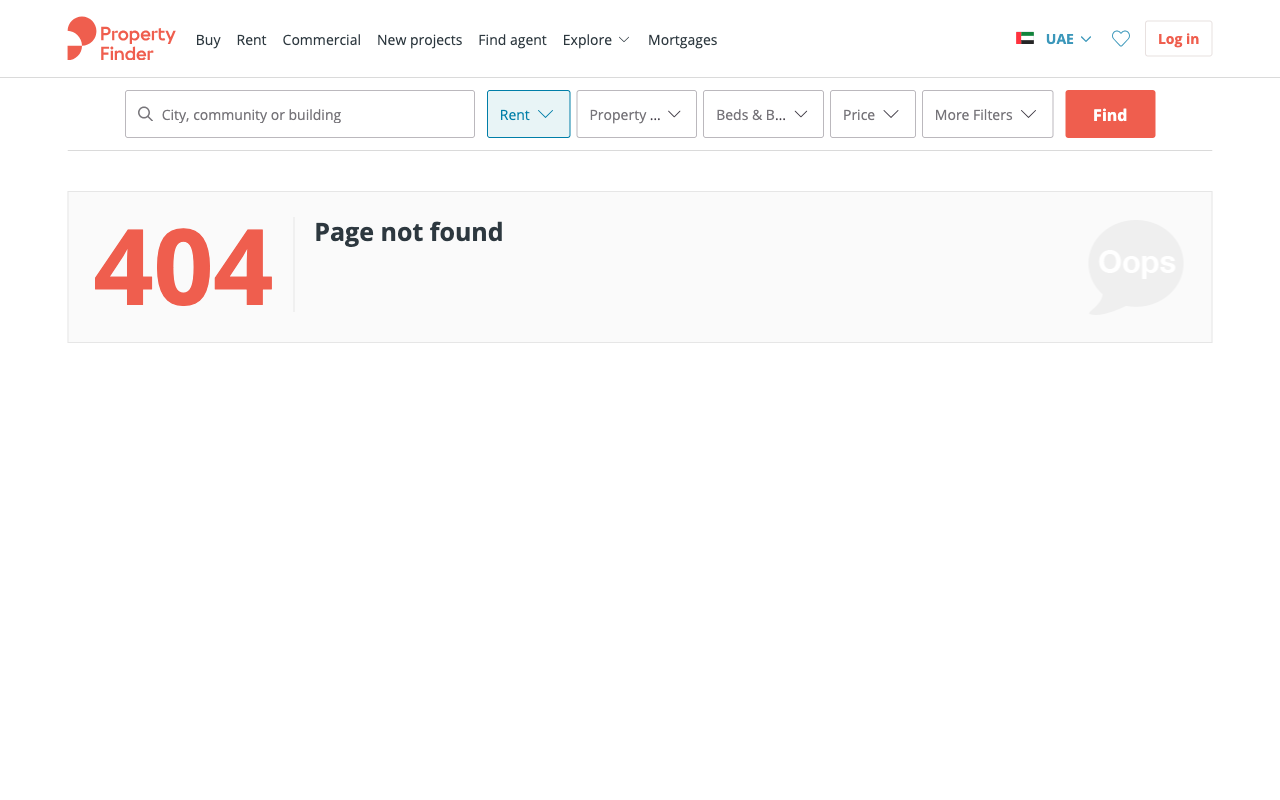 Property Finder
Buy Rent Commercial New projects Find agent Explore Mortgages
UAE
Log in
City, community or building
Rent
Property ...
Beds & B...
Price
More Filters
Find
404
Page not found
Oops